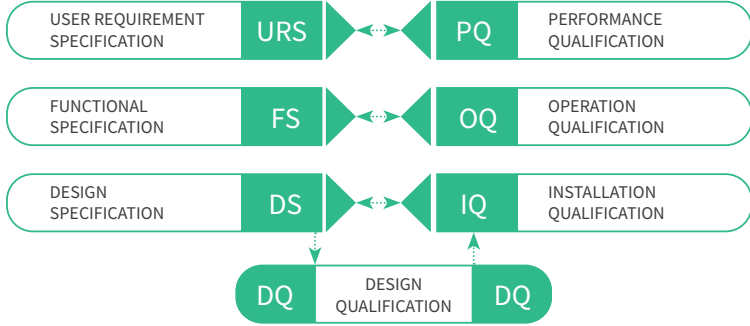 USER REQUIREMENT
SPECIFICATION
URS
PQ
PERFORMANCE
QUALIFICATION
FUNCTIONAL
SPECIFICATION
FS
OQ
OPERATION
QUALIFICATION
DESIGN
SPECIFICATION
DS
IQ
INSTALLATION
QUALIFICATION
DQ
DESIGN
QUALIFICATION
DQ